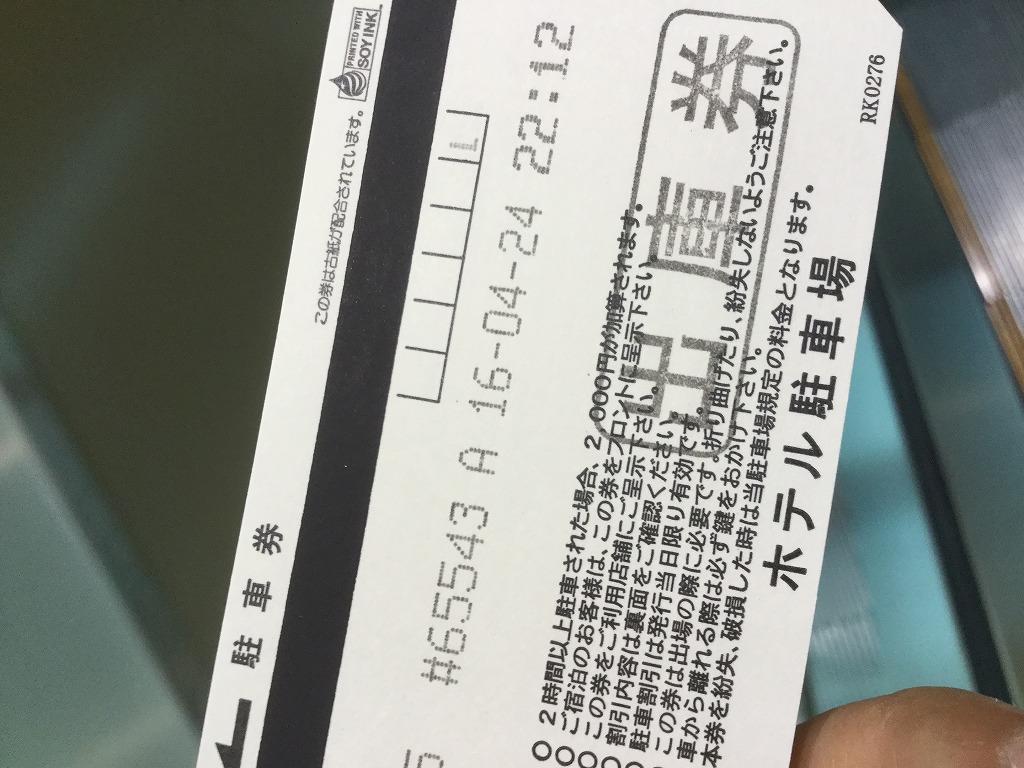 この券は古紙が配合されています。
PRINTED WITH
SOY INK
駐車券
#6543 A 16-04-24 22:12
出庫券
2時間以上駐車された場合、2,000円が加算されます。
ご宿泊のお客様は、この券をフロントに呈示下さい。
この券をご利用店舗にご呈示下さい。
割引内容は裏面をご確認ください。
駐車割引は発行当日限り有効です。
この券は出場の際に必要です。折り曲げたり、紛失しないようご注意下さい。
車から離れる際は必ず鍵をおかけ下さい。
本券を紛失、破損した時は当駐車場規定の料金となります。
ホテル駐車場
RK0276